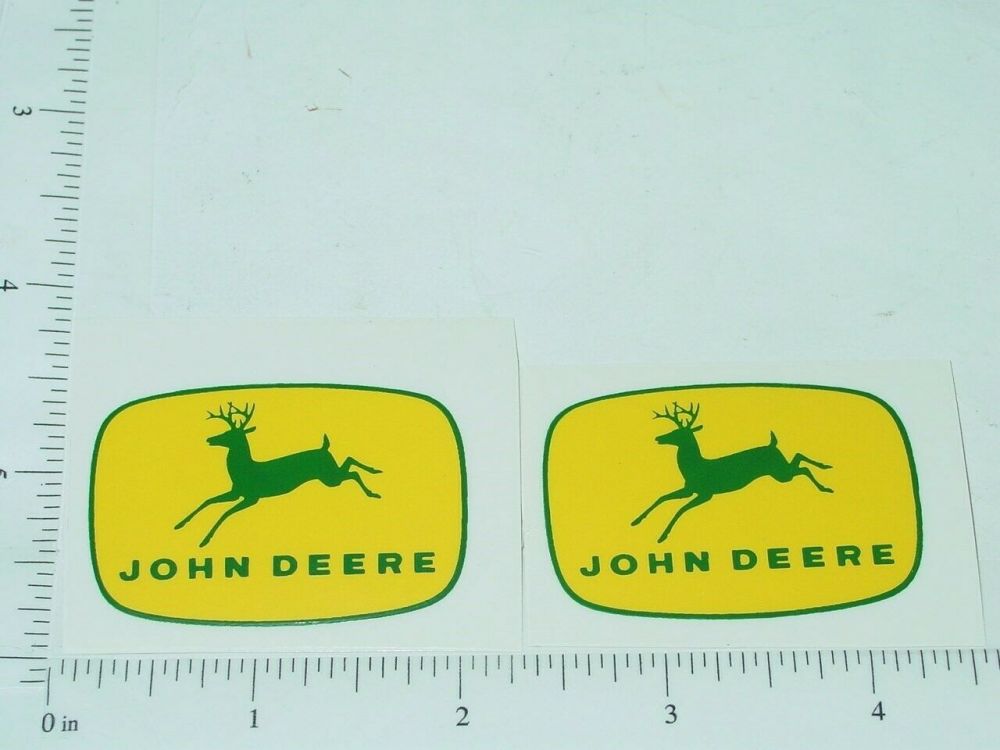 3
4
JOHN DEERE
JOHN DEERE
0 in 1 2 3 4